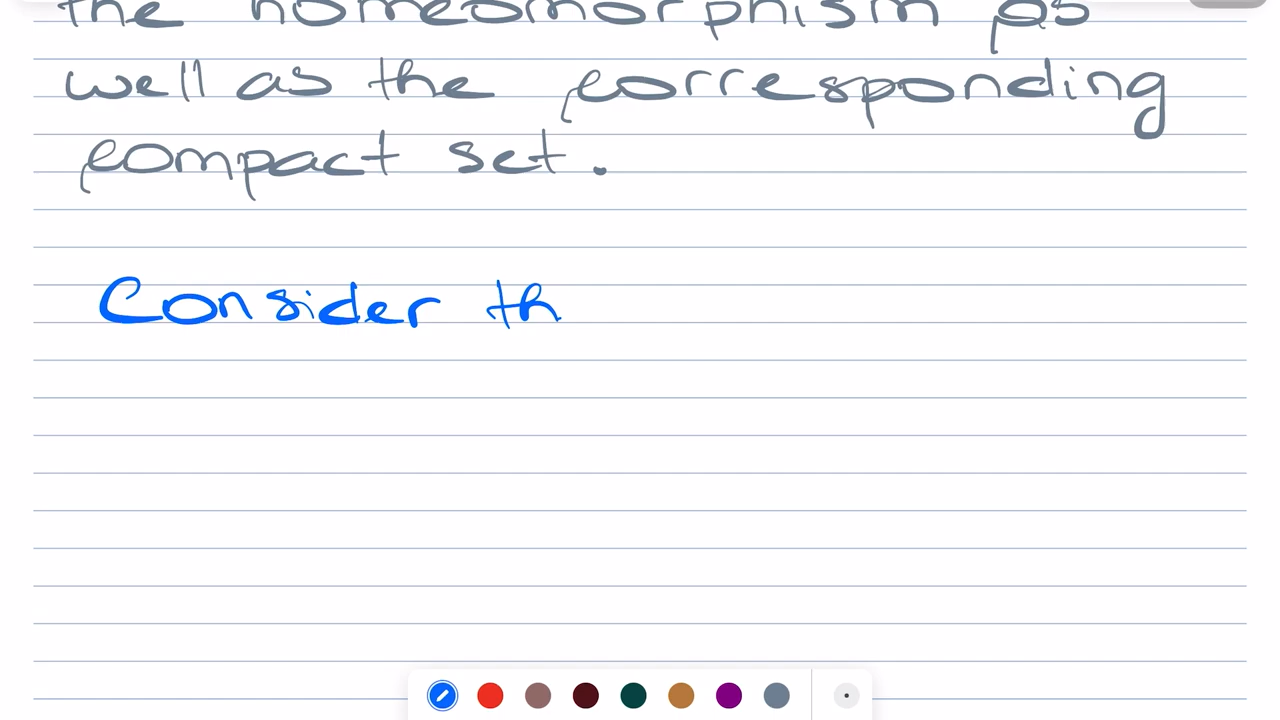 the homeomorphism as
well as the corresponding
compact set.
Consider th